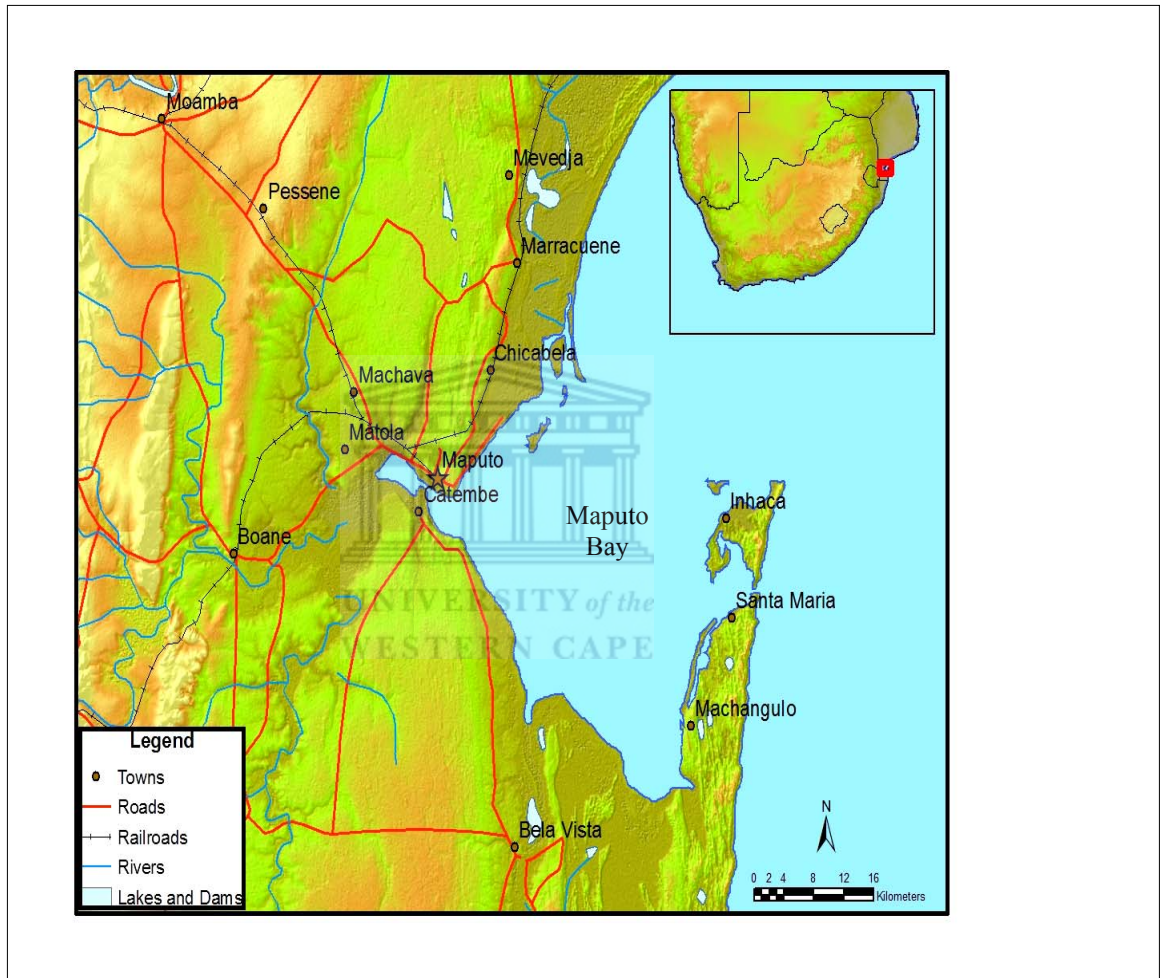 Moamba
Mevedja
Pessene
Marracuene
Chicabela
Machava
Matola
Maputo
Catembe
Maputo
Bay
Inhaca
Boane
Santa Maria
UNIVERSITY of the
WESTERN CAPE
Machangulo
Bela Vista
Legend
Towns
Roads
Railroads
Rivers
Lakes and Dams
N
0 2 4 8 12 16
Kilometers